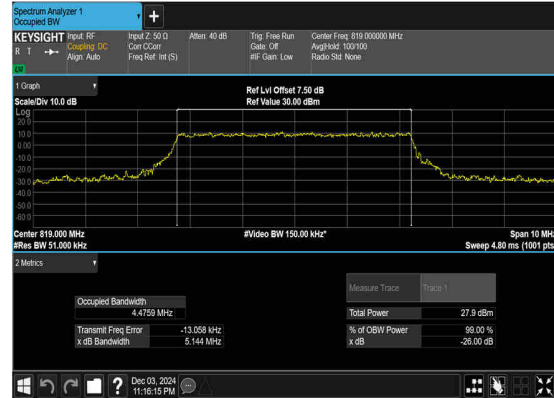 Spectrum Analyzer 1
Occupied BW
+
KEYSIGHT
R T
Input: RF
Coupling: DC
Align: Auto
Input Z: 50 Ω
Corr CCorr
Freq Ref: Int (S)
Atten: 40 dB
Trig: Free Run
Gate: Off
#IF Gain: Low
Center Freq: 819.000000 MHz
Avg|Hold: 100/100
Radio Std: None
1 Graph
Scale/Div 10.0 dB
Ref Lvl Offset 7.50 dB
Ref Value 30.00 dBm
Log
20.0
10.0
0.00
-10.0
-20.0
-30.0
-40.0
-50.0
-60.0
Center 819.000 MHz
#Video BW 150.00 kHz*
Span 10 MHz
#Res BW 51.000 kHz
Sweep 4.80 ms (1001 pts
2 Metrics
Measure Trace
Trace 1
Occupied Bandwidth
4.4759 MHz
Total Power
27.9 dBm
Transmit Freq Error
-13.058 kHz
% of OBW Power
99.00 %
x dB Bandwidth
5.144 MHz
x dB
-26.00 dB
?
Dec 03, 2024
11:16:15 PM